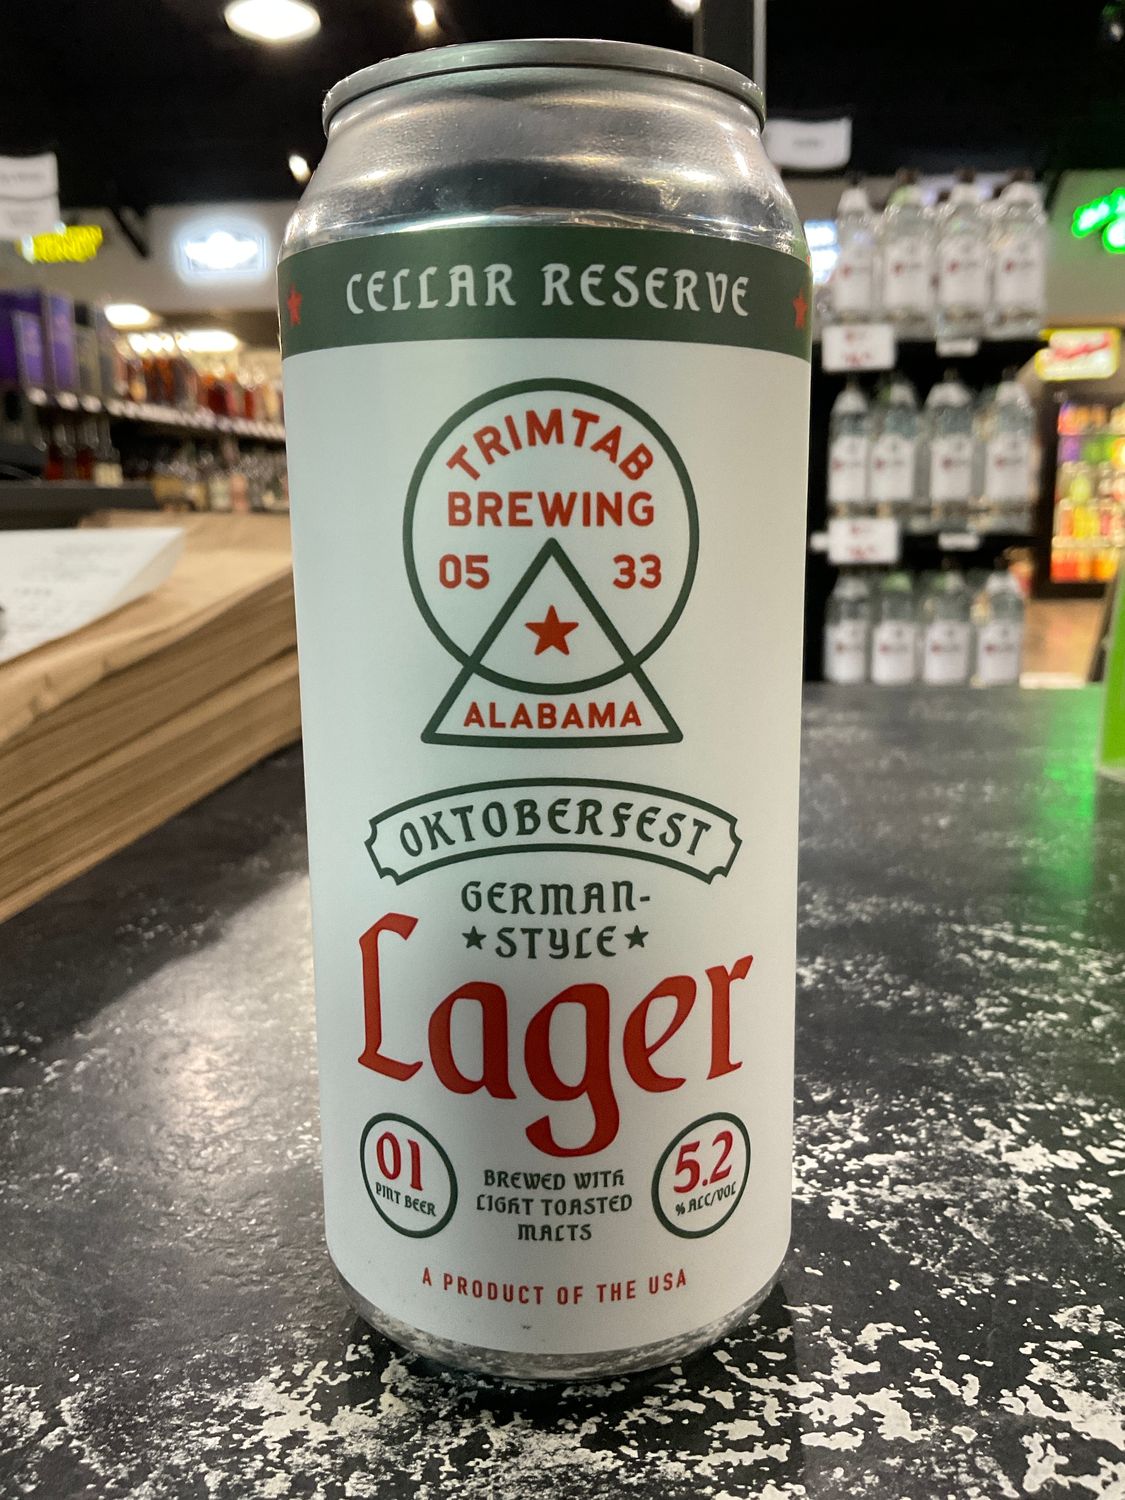 CELLAR RESERVE
TRIMTAB
BREWING
05 33
ALABAMA
OKTOBERFEST
GERMAN-
STYLE
Lager
01
PINT BEER
BREWED WITH
LIGHT TOASTED
MALTS
5.2
% ALC/VOL
A PRODUCT OF THE USA